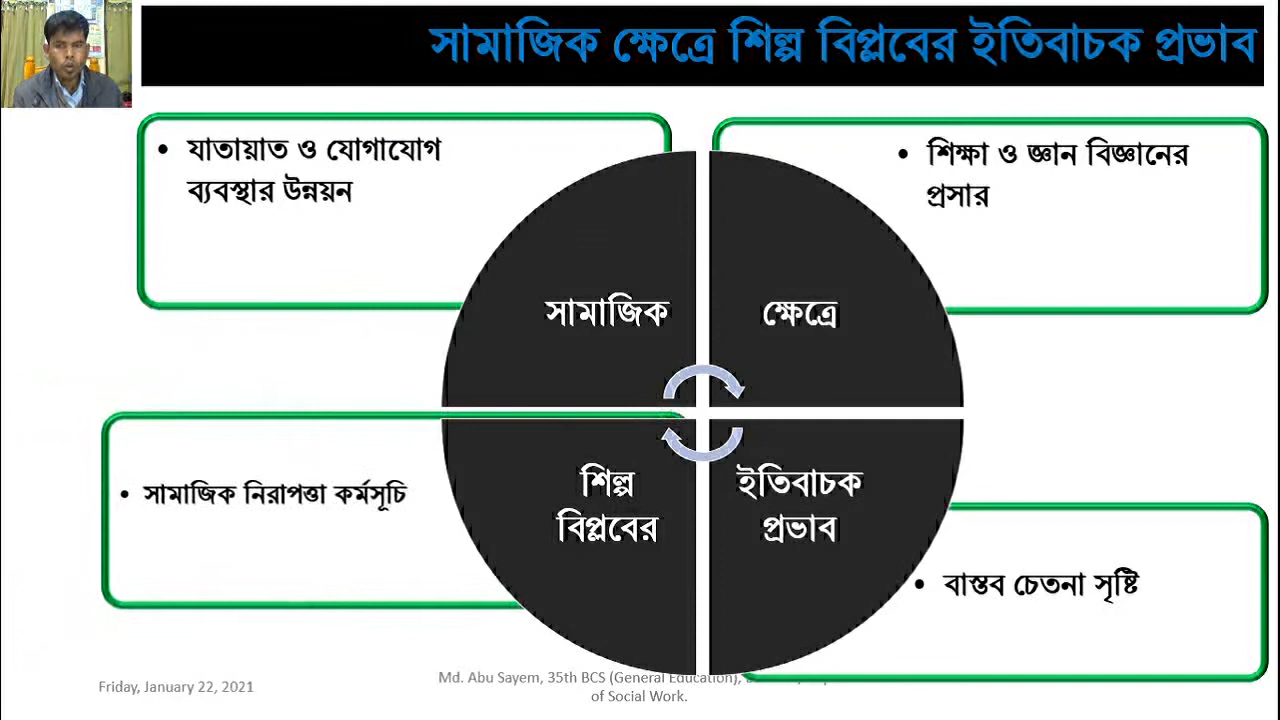 সামাজিক ক্ষেত্রে শিল্প বিপ্লবের ইতিবাচক প্রভাব
• যাতায়াত ও যোগাযোগ
ব্যবস্থার উন্নয়ন
• শিক্ষা ও জ্ঞান বিজ্ঞানের
প্রসার
সামাজিক
ক্ষেত্রে
• সামাজিক নিরাপত্তা কর্মসূচি
শিল্প
বিপ্লবের
ইতিবাচক
প্রভাব
• বাস্তব চেতনা সৃষ্টি
Friday, January 22, 2021
Md. Abu Sayem, 35th BCS (General Education),
of Social Work.